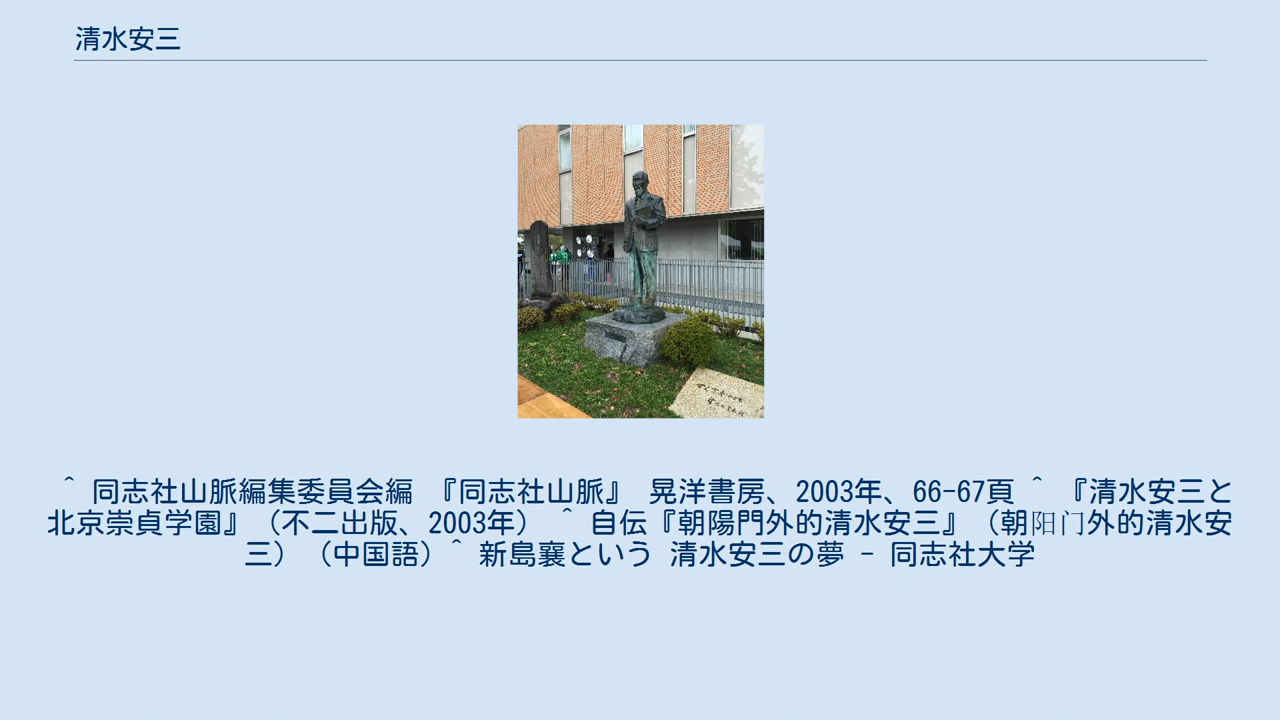 清水安三
^ 同志社山脈編集委員会編 『同志社山脈』 晃洋書房、2003年、66-67頁 ^ 『清水安三と
北京崇貞学園』（不二出版、2003年） ^ 自伝『朝陽門外的清水安三』（朝阳门外的清水安
三）（中国語）^ 新島襄という 清水安三の夢 - 同志社大学